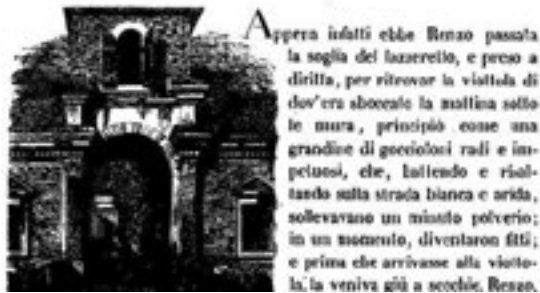 Appena infatti ebbe Renzo passata
la soglia del lazzeretto, e preso a
diritta, per ritrovar la viottola di
dov'era sboccato la mattina sotto
le mura, principiò come una
grandine di goccioloni radi e im-
petuosi, che, battendo e risal-
tando sulla strada bianca e arida,
sollevavano un minuto polverìo;
in un momento, diventaron fitti;
e prima che arrivasse alla viotto-
la, la veniva giù a secchie. Renzo,